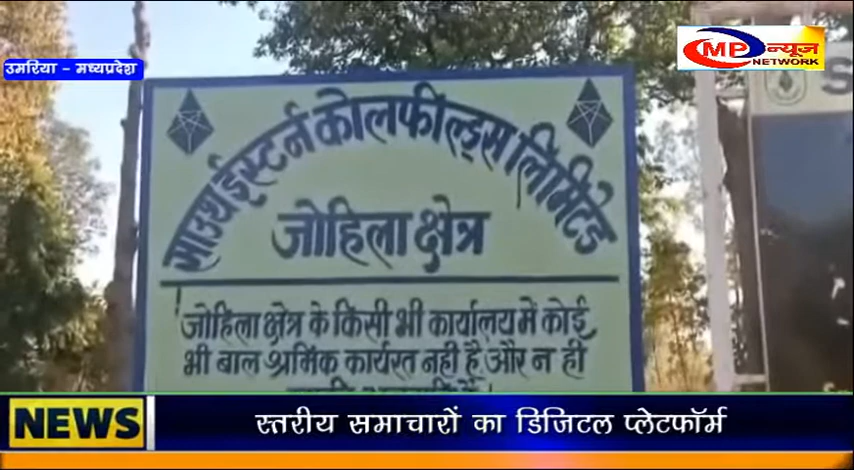 MP न्यूज
NETWORK
उमरिया - मध्यप्रदेश
साउथ ईस्टर्न कोलफील्ड्स लिमिटेड
जोहिला क्षेत्र
जोहिला क्षेत्र के किसी भी कार्यालय में कोई
भी बाल श्रमिक कार्यरत नही है, और न ही
NEWS
स्तरीय समाचारों का डिजिटल प्लेटफॉर्म